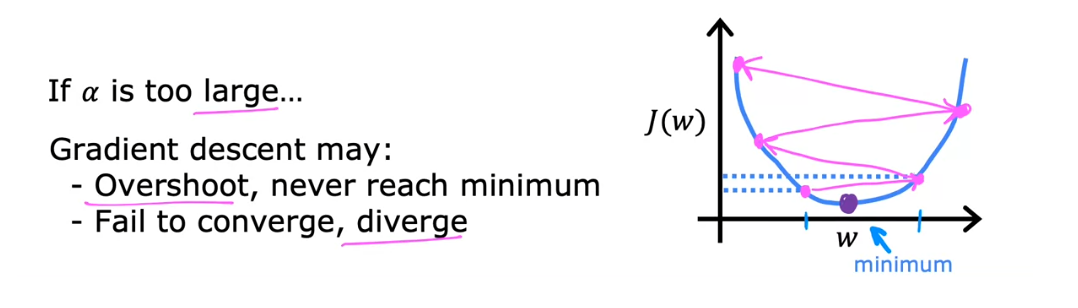 If α is too large...
Gradient descent may:
- Overshoot, never reach minimum
- Fail to converge, diverge
J(w)
w
minimum